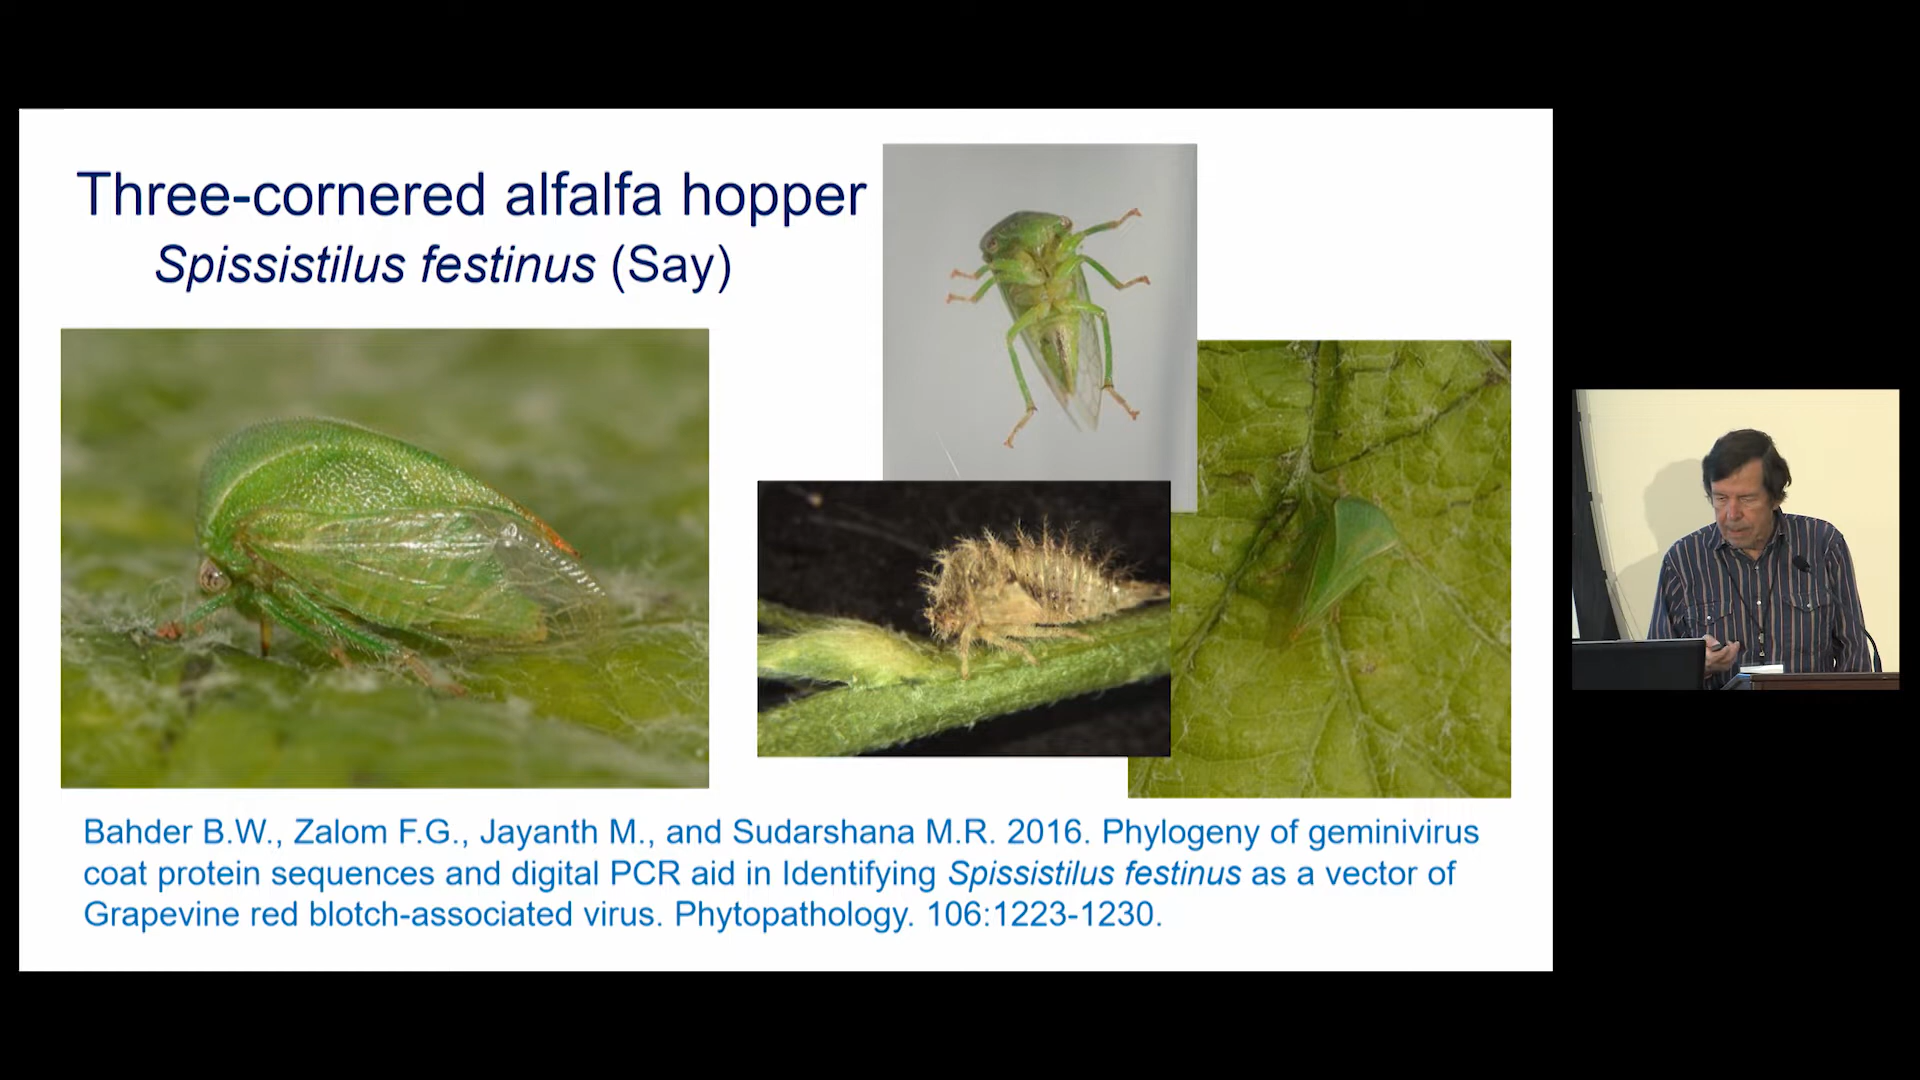 Three-cornered alfalfa hopper
Spissistilus festinus (Say)
Bahder B.W., Zalom F.G., Jayanth M., and Sudarshana M.R. 2016. Phylogeny of geminivirus
coat protein sequences and digital PCR aid in Identifying Spissistilus festinus as a vector of
Grapevine red blotch-associated virus. Phytopathology. 106:1223-1230.